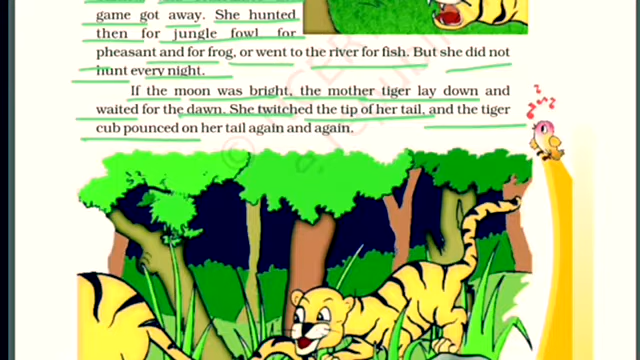 game got away. She hunted
then for jungle fowl, for
pheasant and for frog, or went to the river for fish. But she did not
hunt every night.
If the moon was bright, the mother tiger lay down and
waited for the dawn. She twitched the tip of her tail, and the tiger
cub pounced on her tail again and again.